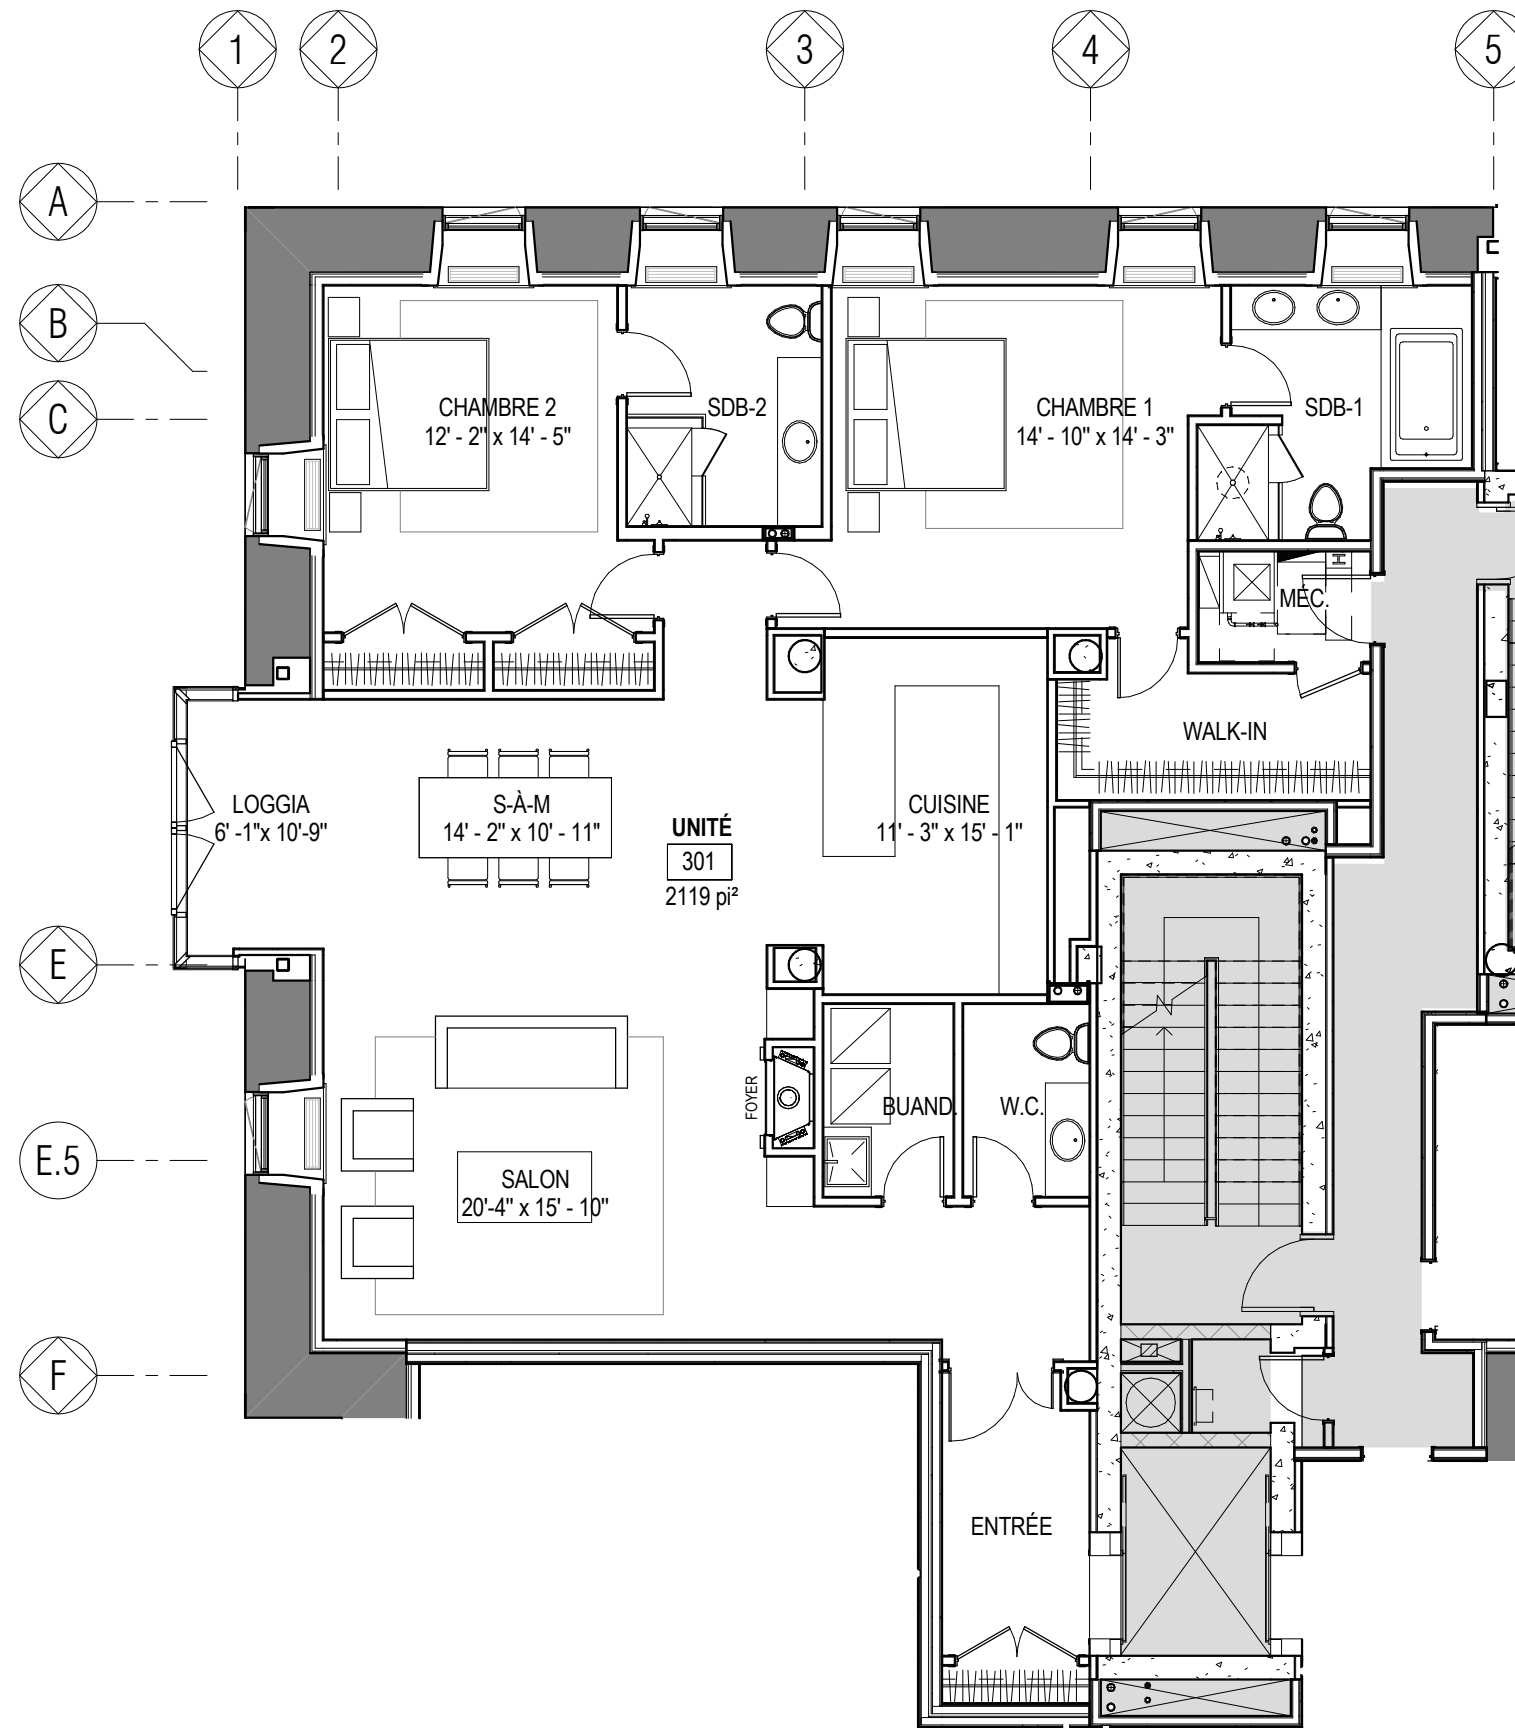 1
2
3
4
5
A
B
C
E
E.5
F
CHAMBRE 2
12' - 2" x 14' - 5"
SDB-2
CHAMBRE 1
14' - 10" x 14' - 3"
SDB-1
H
MÉC.
WALK-IN
LOGGIA
6' -1"x 10'-9"
S-À-M
14' - 2" x 10' - 11"
UNITÉ
301
2119 pi²
CUISINE
11' - 3" x 15' - 1"
FOYER
BUAND.
W.C.
SALON
20'-4" x 15' - 10"
ENTRÉE